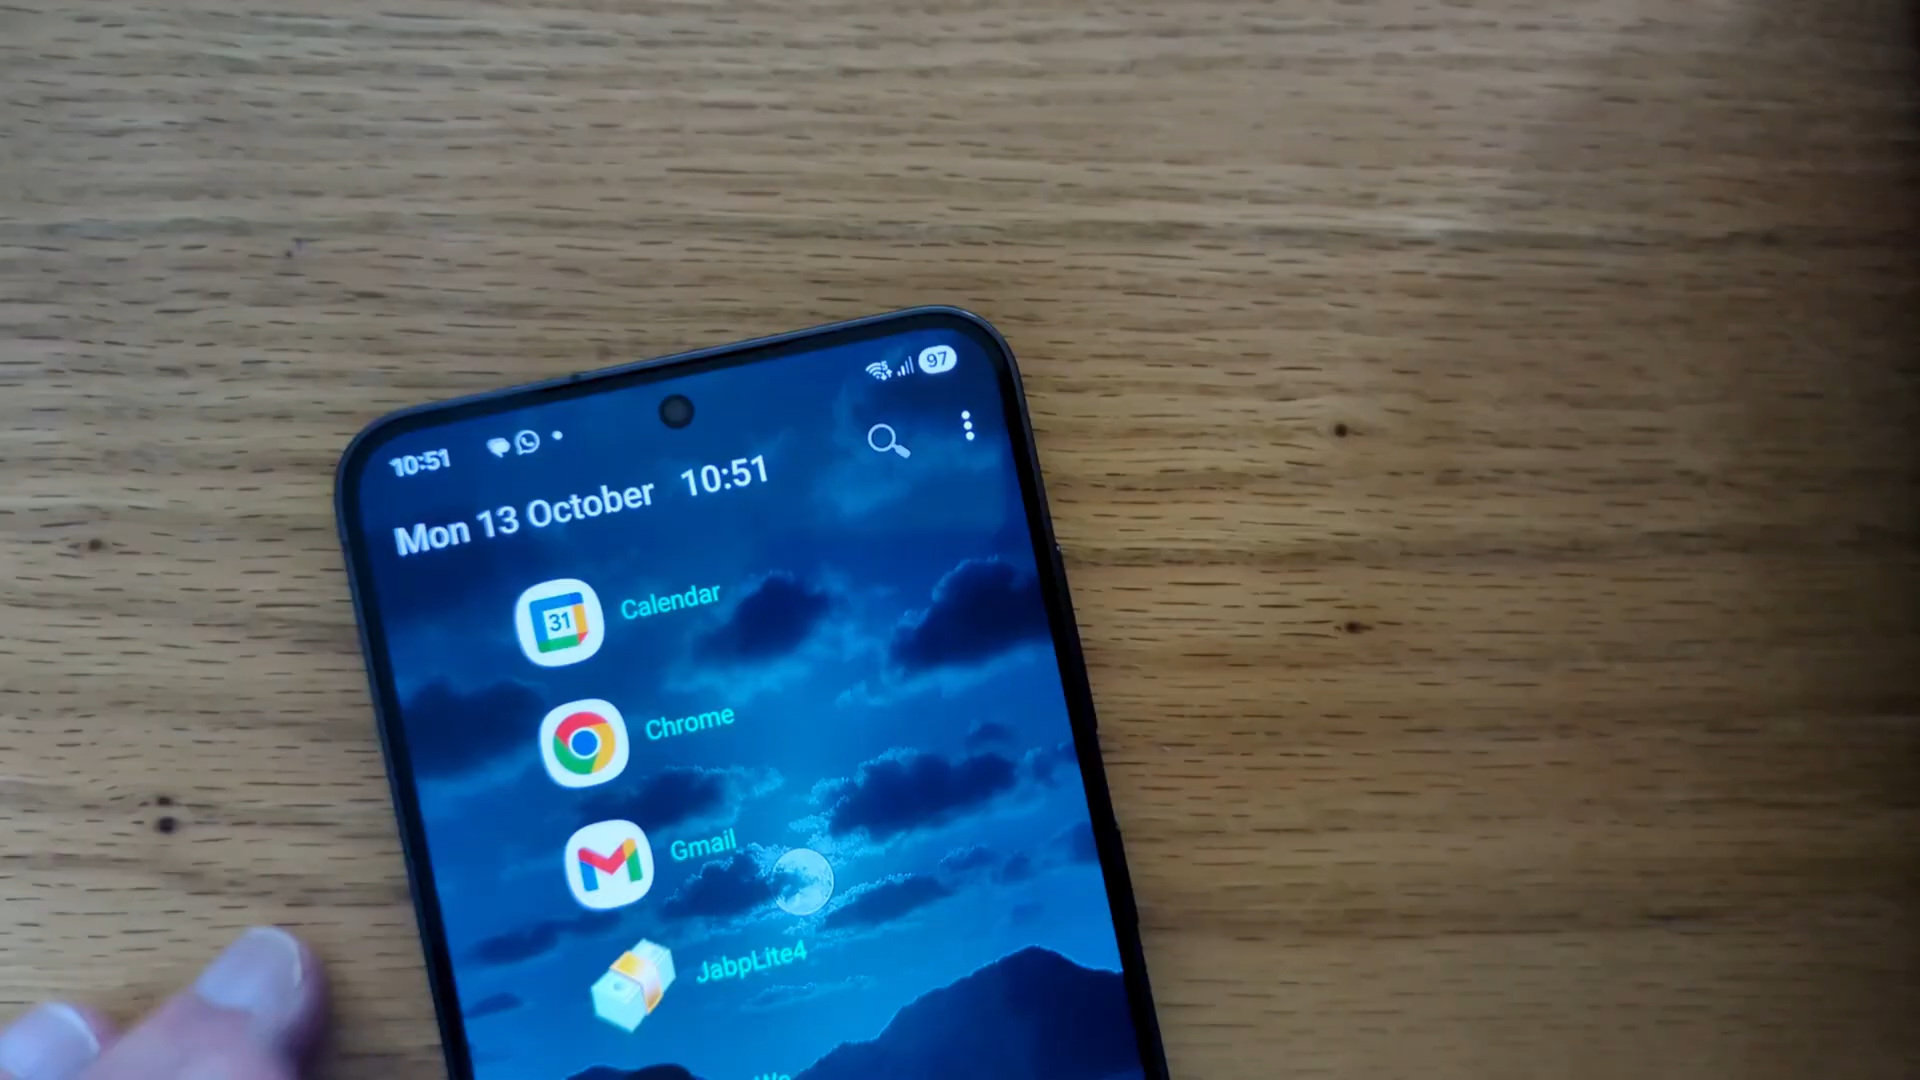 10:51
97
Mon 13 October 10:51
31
Calendar
Chrome
Gmail
JabpLite4